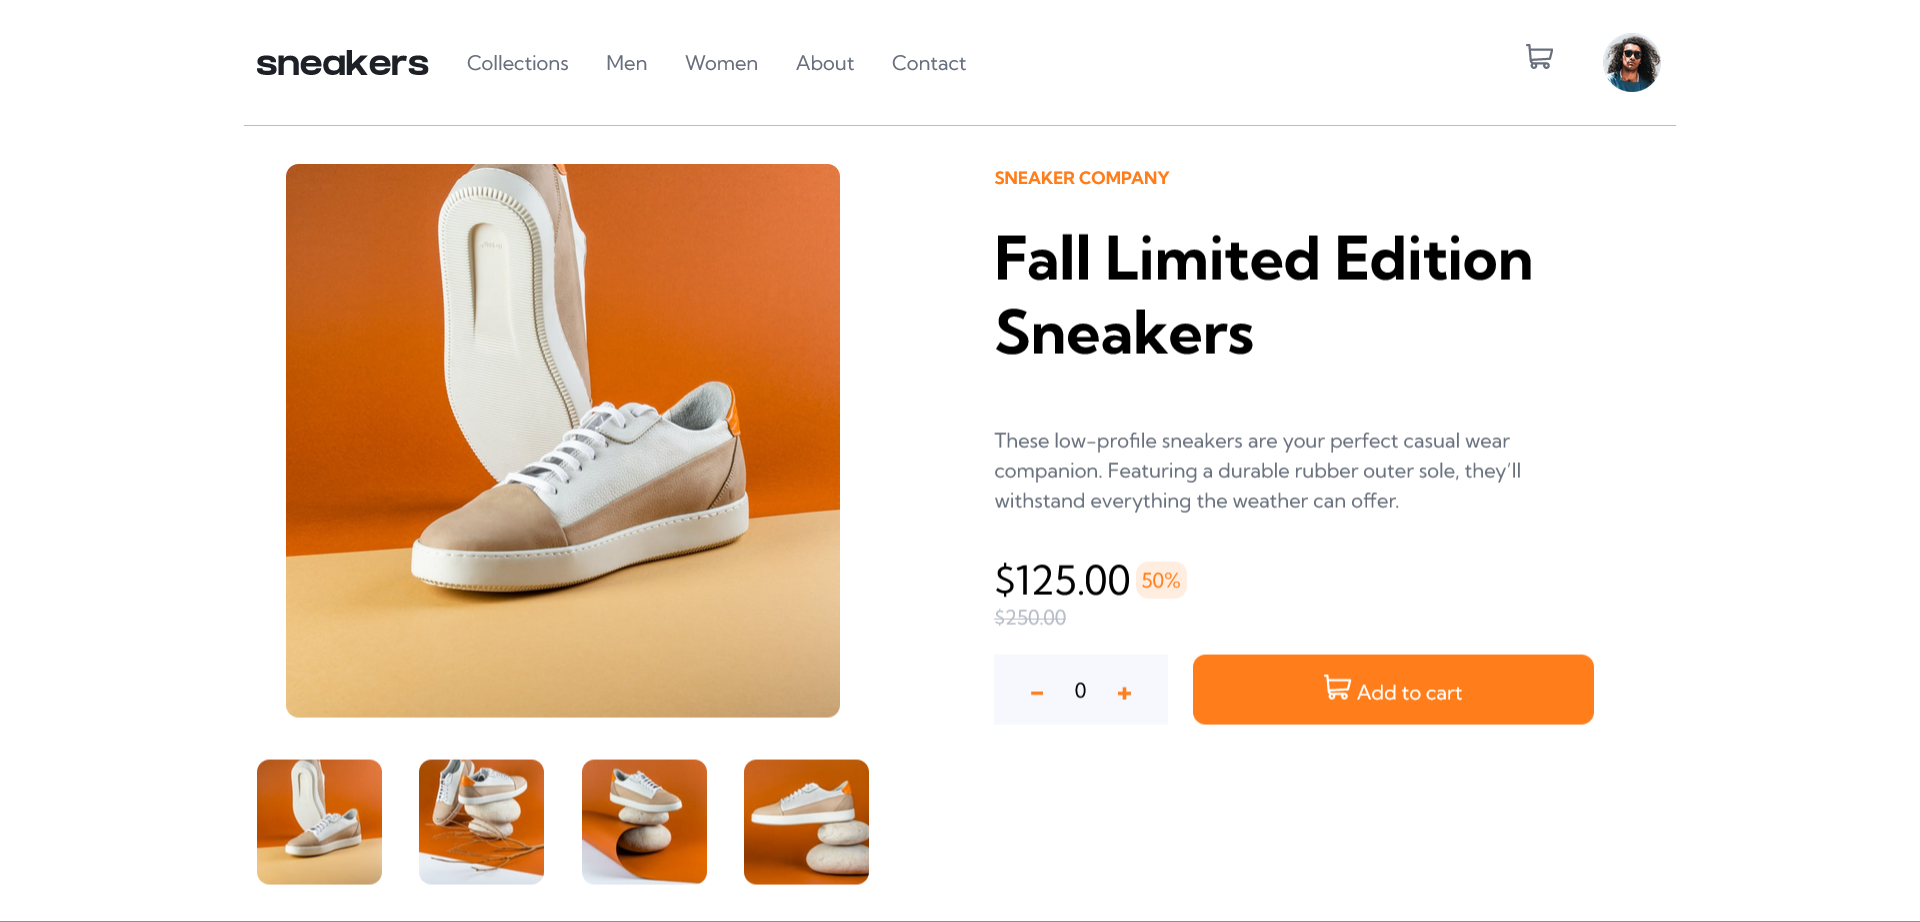 sneakers
Collections
Men
Women
About
Contact
SNEAKER COMPANY
Fall Limited Edition
Sneakers
These low-profile sneakers are your perfect casual wear
companion. Featuring a durable rubber outer sole, they’ll
withstand everything the weather can offer.
$125.00 50%
$250.00
- 0 +
Add to cart